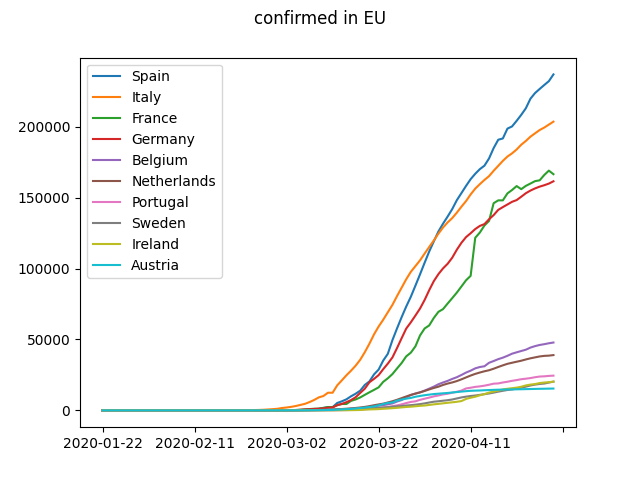 confirmed in EU
Spain
Italy
France
Germany
Belgium
Netherlands
Portugal
Sweden
Ireland
Austria
200000
150000
100000
50000
0
2020-01-22 2020-02-11 2020-03-02 2020-03-22 2020-04-11